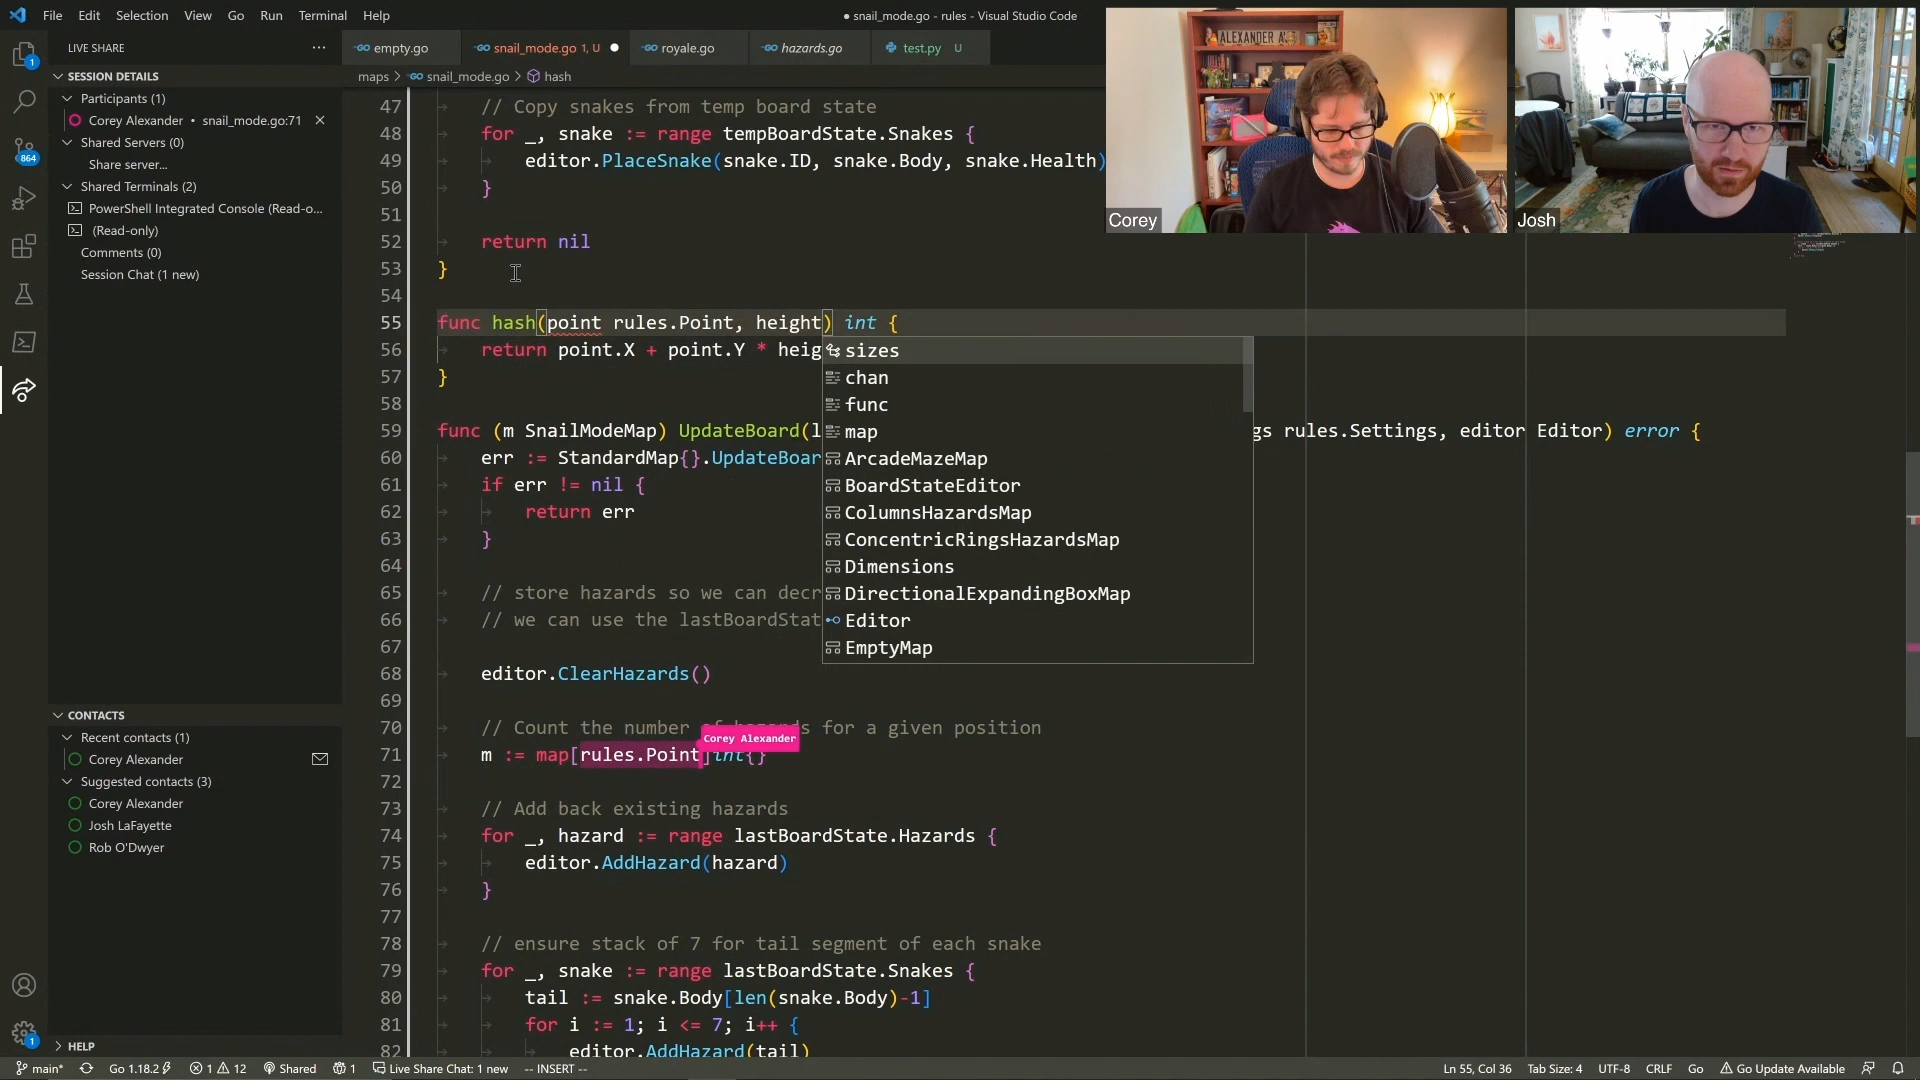 File Edit Selection View Go Run Terminal Help
● snail_mode.go - rules - Visual Studio Code
LIVE SHARE
empty.go
snail_mode.go 1, U
royale.go
hazards.go
test.py U
SESSION DETAILS
maps > snail_mode.go > hash
Participants (1)
Corey Alexander • snail_mode.go:71
Shared Servers (0)
Share server...
Shared Terminals (2)
PowerShell Integrated Console (Read-o...
(Read-only)
Comments (0)
Session Chat (1 new)
1
864
47 // Copy snakes from temp board state
48 for _, snake := range tempBoardState.Snakes {
49 editor.PlaceSnake(snake.ID, snake.Body, snake.Health)
50 }
51
52 return nil
53 }
54
55 func hash(point rules.Point, height) int {
56 return point.X + point.Y * heig
57 }
58
59 func (m SnailModeMap) UpdateBoard(l gs rules.Settings, editor Editor) error {
60 err := StandardMap{}.UpdateBoar
61 if err != nil {
62 return err
63 }
64
65 // store hazards so we can decr
66 // we can use the lastBoardStat
67
68 editor.ClearHazards()
69
70 // Count the number of hazards for a given position
71 m := map[rules.Point]int{}
72
73 // Add back existing hazards
74 for _, hazard := range lastBoardState.Hazards {
75 editor.AddHazard(hazard)
76 }
77
78 // ensure stack of 7 for tail segment of each snake
79 for _, snake := range lastBoardState.Snakes {
80 tail := snake.Body[len(snake.Body)-1]
81 for i := 1; i <= 7; i++ {
82 editor.AddHazard(tail)
sizes
chan
func
map
ArcadeMazeMap
BoardStateEditor
ColumnsHazardsMap
ConcentricRingsHazardsMap
Dimensions
DirectionalExpandingBoxMap
Editor
EmptyMap
Corey Alexander
ALEXANDER AV
Corey
Josh
CONTACTS
Recent contacts (1)
Corey Alexander
Suggested contacts (3)
Corey Alexander
Josh LaFayette
Rob O'Dwyer
1
HELP
main* Go 1.18.2 1 12 Shared 1 Live Share Chat: 1 new -- INSERT --
Ln 55, Col 36 Tab Size: 4 UTF-8 CRLF Go Go Update Available